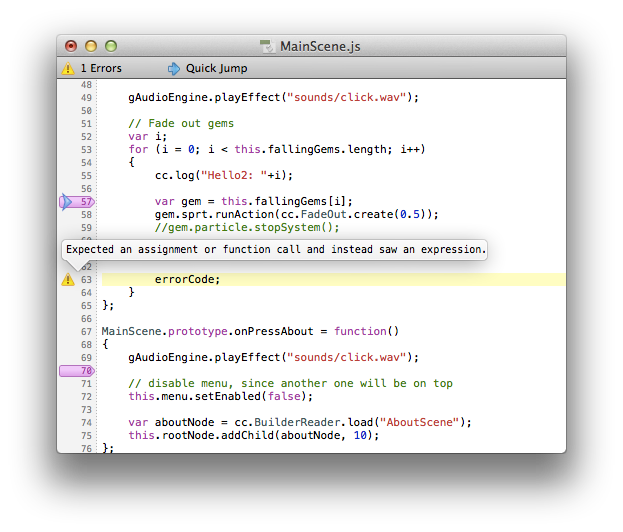 MainScene.js
1 Errors
Quick Jump
48
49 gAudioEngine.playEffect("sounds/click.wav");
50
51 // Fade out gems
52 var i;
53 for (i = 0; i < this.fallingGems.length; i++)
54 {
55 cc.log("Hello2: "+i);
56
57 var gem = this.fallingGems[i];
58 gem.sprt.runAction(cc.FadeOut.create(0.5));
59 //gem.particle.stopSystem();
Expected an assignment or function call and instead saw an expression.
62
63 errorCode;
64 }
65 };
66
67 MainScene.prototype.onPressAbout = function()
68 {
69 gAudioEngine.playEffect("sounds/click.wav");
70
71 // disable menu, since another one will be on top
72 this.menu.setEnabled(false);
73
74 var aboutNode = cc.BuilderReader.load("AboutScene");
75 this.rootNode.addChild(aboutNode, 10);
76 };